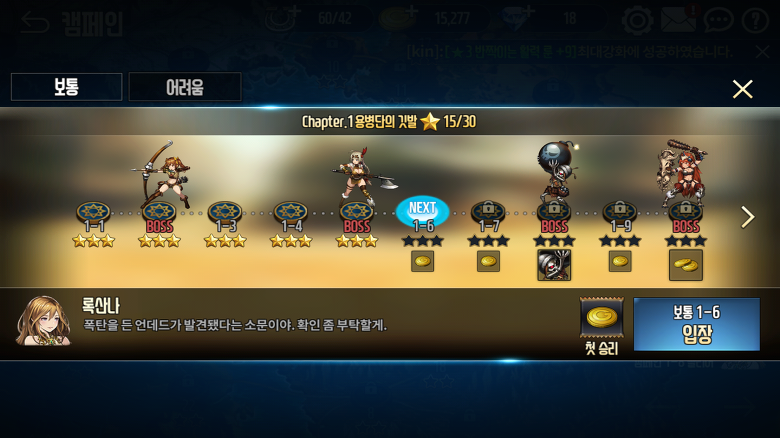 캠페인
60/42
15,277
18
최대강화에 성공하였습니다.
보통
어려움
Chapter.1 용병단의 깃발 15/30
NEXT
1-1
BOSS
1-3
1-4
BOSS
1-6
1-7
BOSS
1-9
BOSS
록산나
폭탄을 든 언데드가 발견됐다는 소문이야. 확인 좀 부탁할게.
첫 승리
보통 1-6
입장